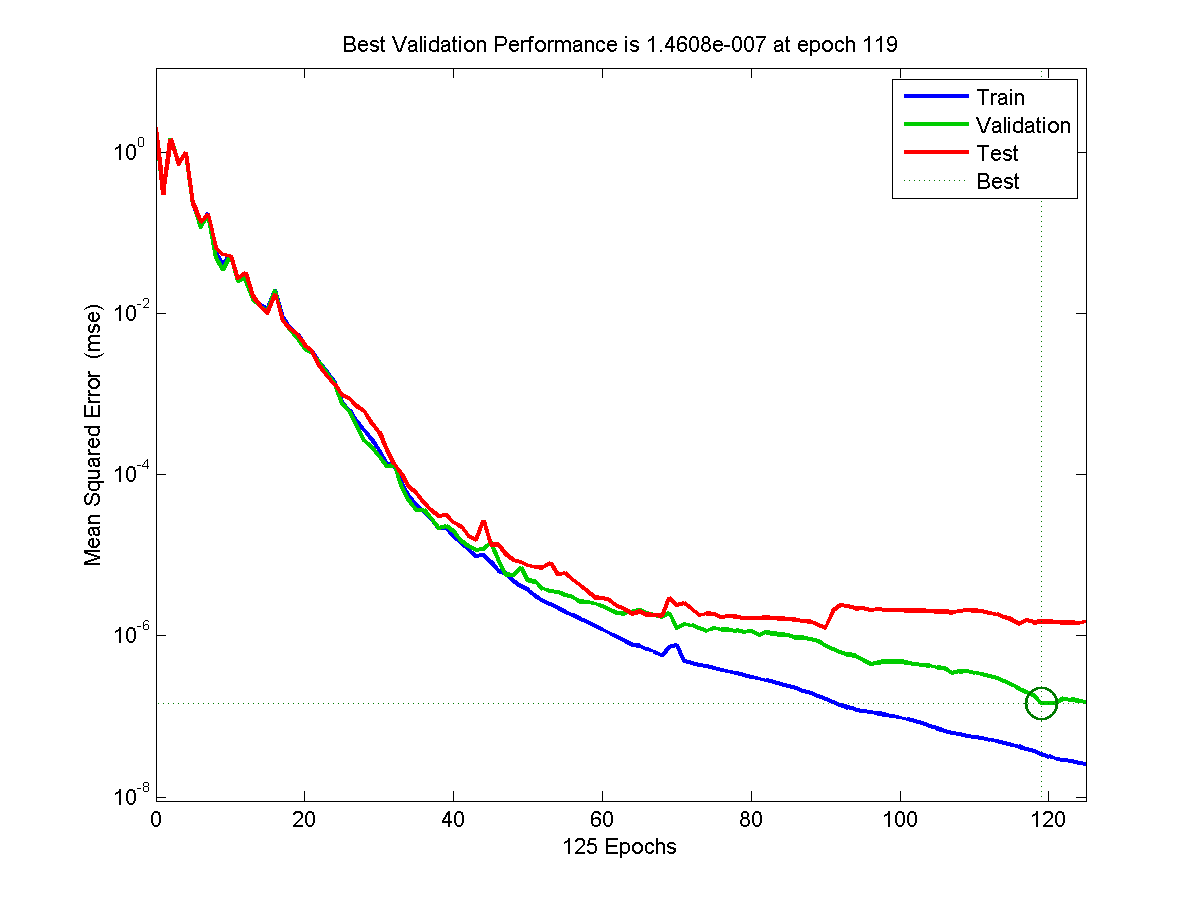 Best Validation Performance is 1.4608e-007 at epoch 119
Train
Validation
Test
Best
Mean Squared Error  (mse)
10^0
10^-2
10^-4
10^-6
10^-8
0 20 40 60 80 100 120
125 Epochs